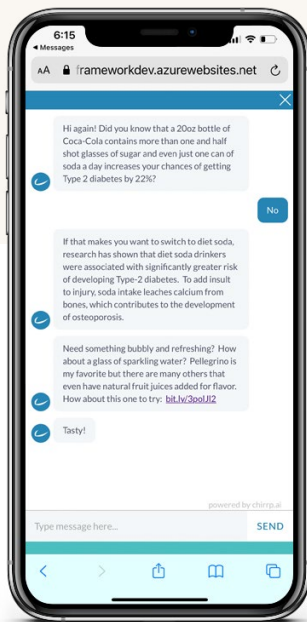 6:15
Messages
AA frameworkdev.azurewebsites.net
Hi again! Did you know that a 20oz bottle of
Coca-Cola contains more than one and half
shot glasses of sugar and even just one can of
soda a day increases your chances of getting
Type 2 diabetes by 22%?
No
If that makes you want to switch to diet soda,
research has shown that diet soda drinkers
were associated with significantly greater risk
of developing Type-2 diabetes. To add insult
to injury, soda intake leaches calcium from
bones, which contributes to the development
of osteoporosis.
Need something bubbly and refreshing? How
about a glass of sparkling water? Pellegrino is
my favorite but there are many others that
even have natural fruit juices added for flavor.
How about this one to try: bit.ly/3polJl2
Tasty!
powered by chirrp.ai
Type message here...
SEND